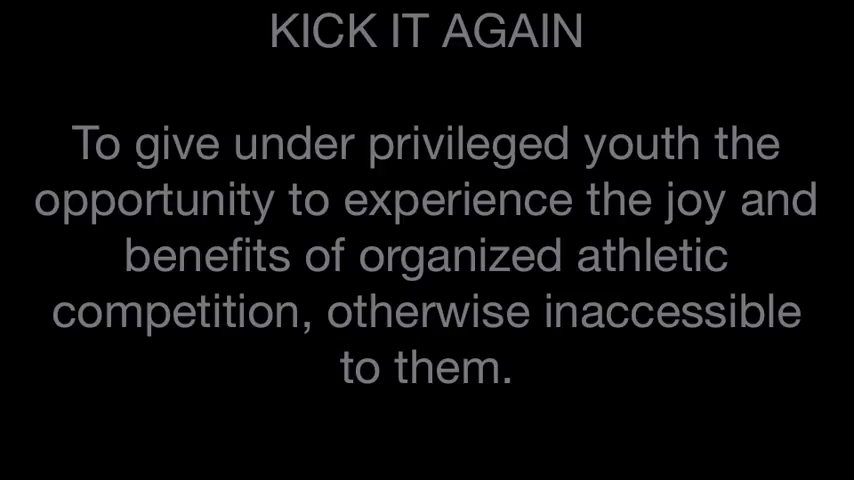 KICK IT AGAIN
To give under privileged youth the
opportunity to experience the joy and
benefits of organized athletic
competition, otherwise inaccessible
to them.